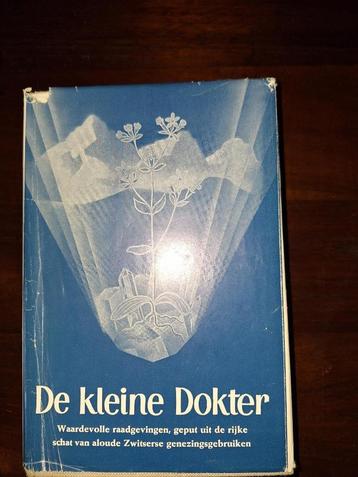 De kleine Dokter
Waardevolle raadgevingen, geput uit de rijke
schat van aloude Zwitserse genezingsgebruiken